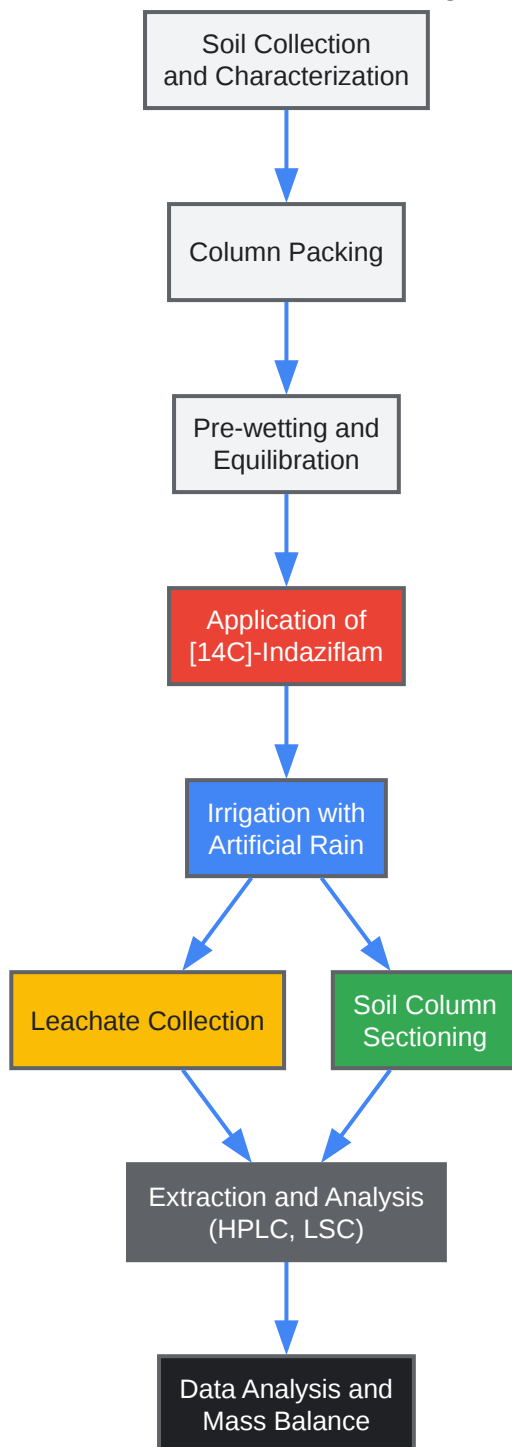 Soil Collection
and Characterization
Column Packing
Pre-wetting and
Equilibration
Application of
[14C]-Indaziflam
Irrigation with
Artificial Rain
Leachate Collection
Soil Column
Sectioning
Extraction and Analysis
(HPLC, LSC)
Data Analysis and
Mass Balance